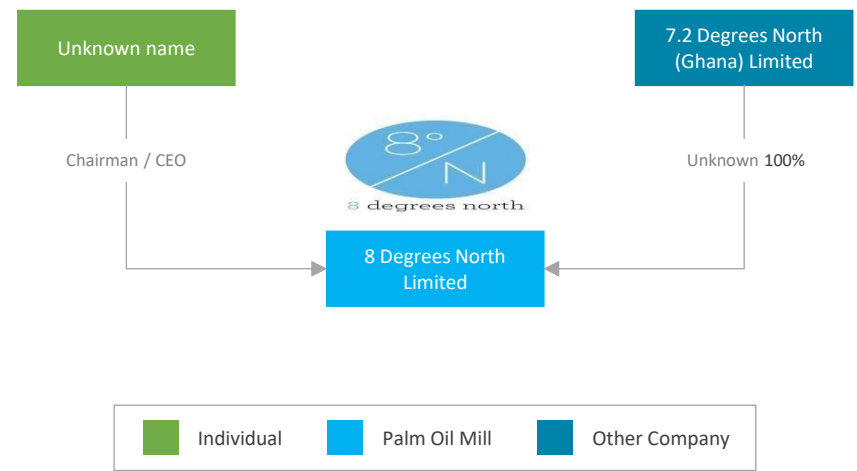 Unknown name
7.2 Degrees North
(Ghana) Limited
Chairman / CEO
8°
N
8 degrees north
Unknown 100%
8 Degrees North
Limited
Individual
Palm Oil Mill
Other Company